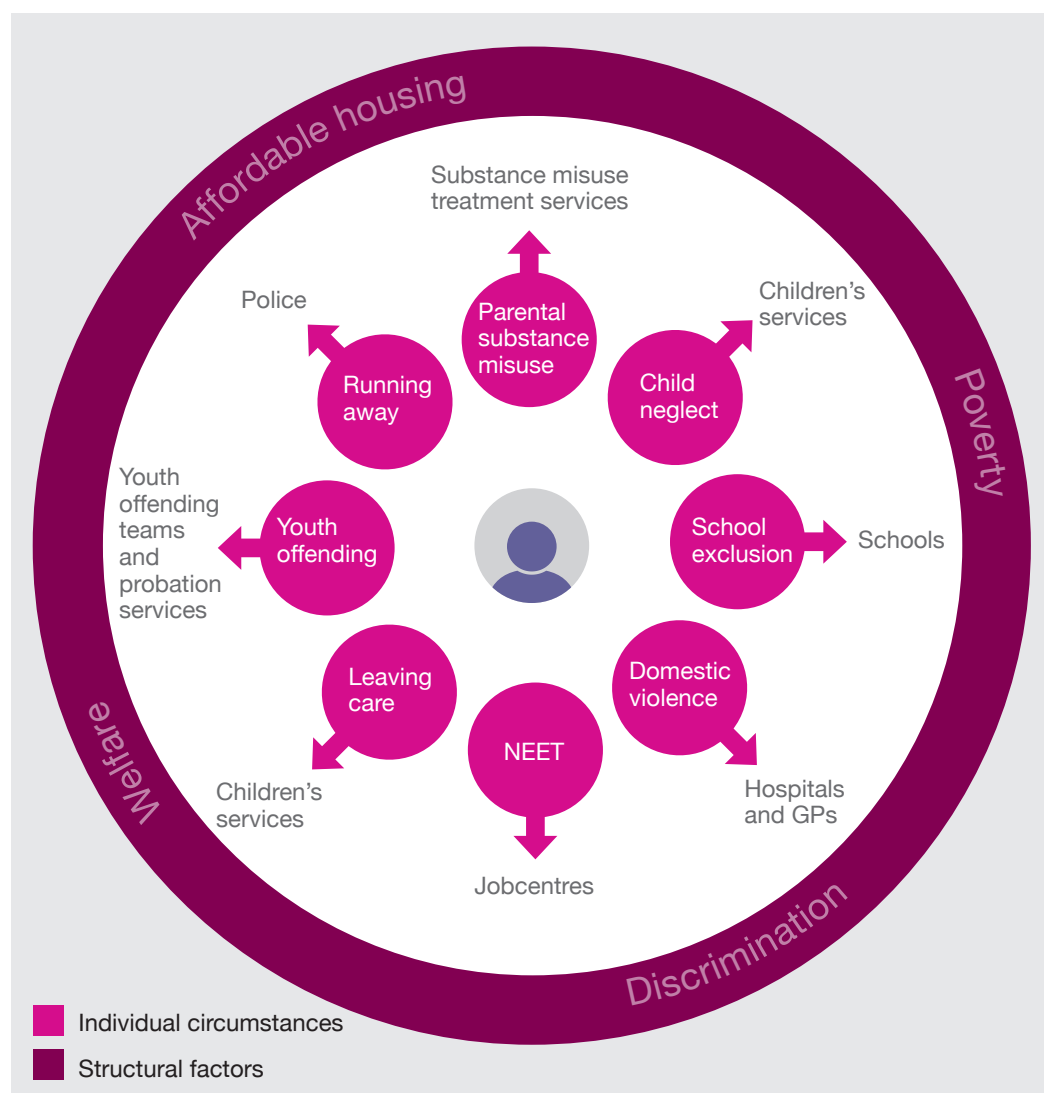 Affordable housing
Substance misuse
treatment services
Police
Children's
services
Parental
substance
misuse
Running
away
Child
neglect
Poverty
Youth
offending
teams
and
probation
services
Youth
offending
School
exclusion
Schools
Leaving
care
Domestic
violence
NEET
Welfare
Children's
services
Hospitals
and GPs
Jobcentres
Discrimination
Individual circumstances
Structural factors